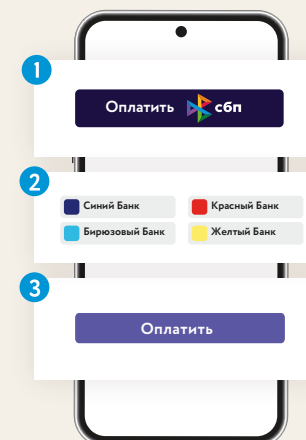 1
Оплатить сбп
2
Синий Банк Красный Банк
Бирюзовый Банк Желтый Банк
3
Оплатить